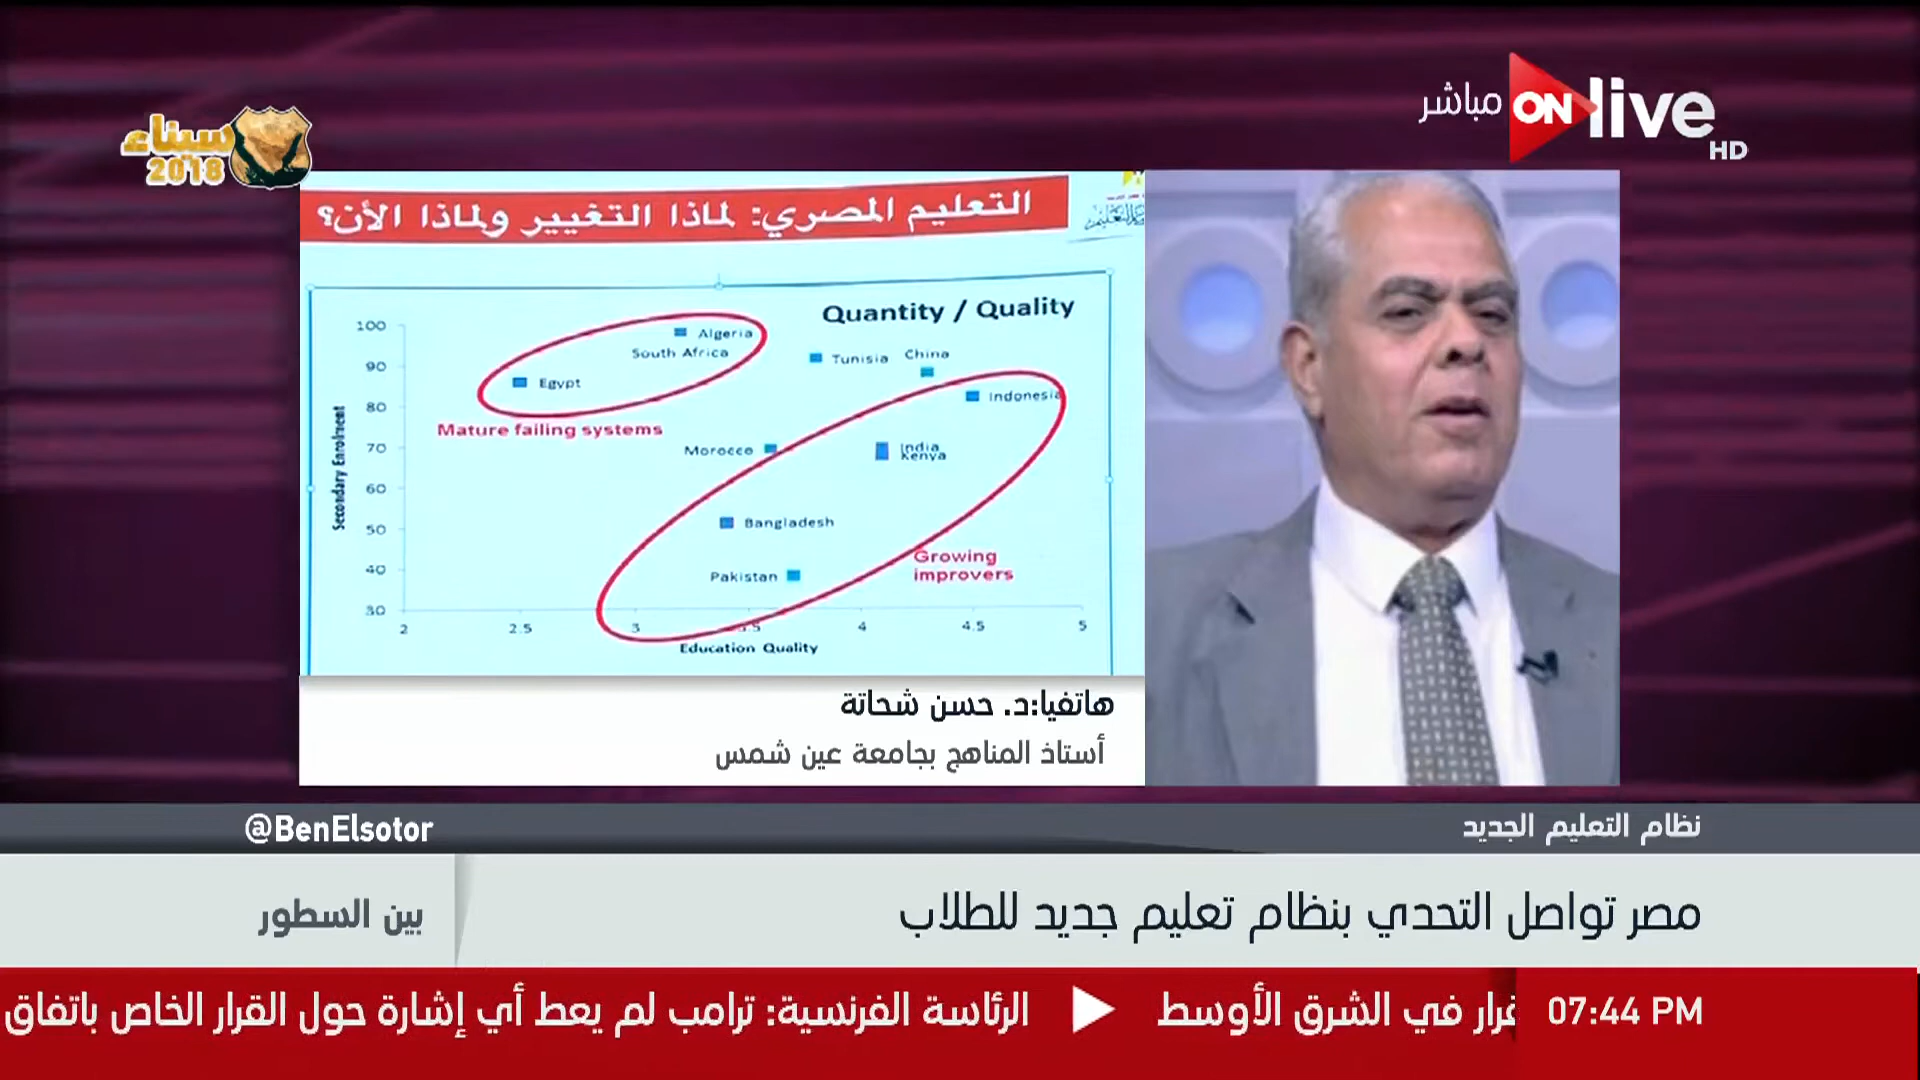 مباشر ON live HD
سيناء 2018
التعليم المصري: لماذا التغيير ولماذا الأن؟
Quantity / Quality
100
90
80
70
60
50
40
30
Secondary Enrolment
Algeria
South Africa
Egypt
Mature failing systems
Tunisia
China
Indonesia
Morocco
India
Kenya
Bangladesh
Pakistan
Growing
improvers
2 2.5 3 3.5 4 4.5 5
Education Quality
هاتفيا:د. حسن شحاتة
أستاذ المناهج بجامعة عين شمس
نظام التعليم الجديد
@BenElsotor
مصر تواصل التحدي بنظام تعليم جديد للطلاب
بين السطور
07:44 PM
في الشرق الأوسط
الرئاسة الفرنسية: ترامب لم يعط أي إشارة حول القرار الخاص باتفاق